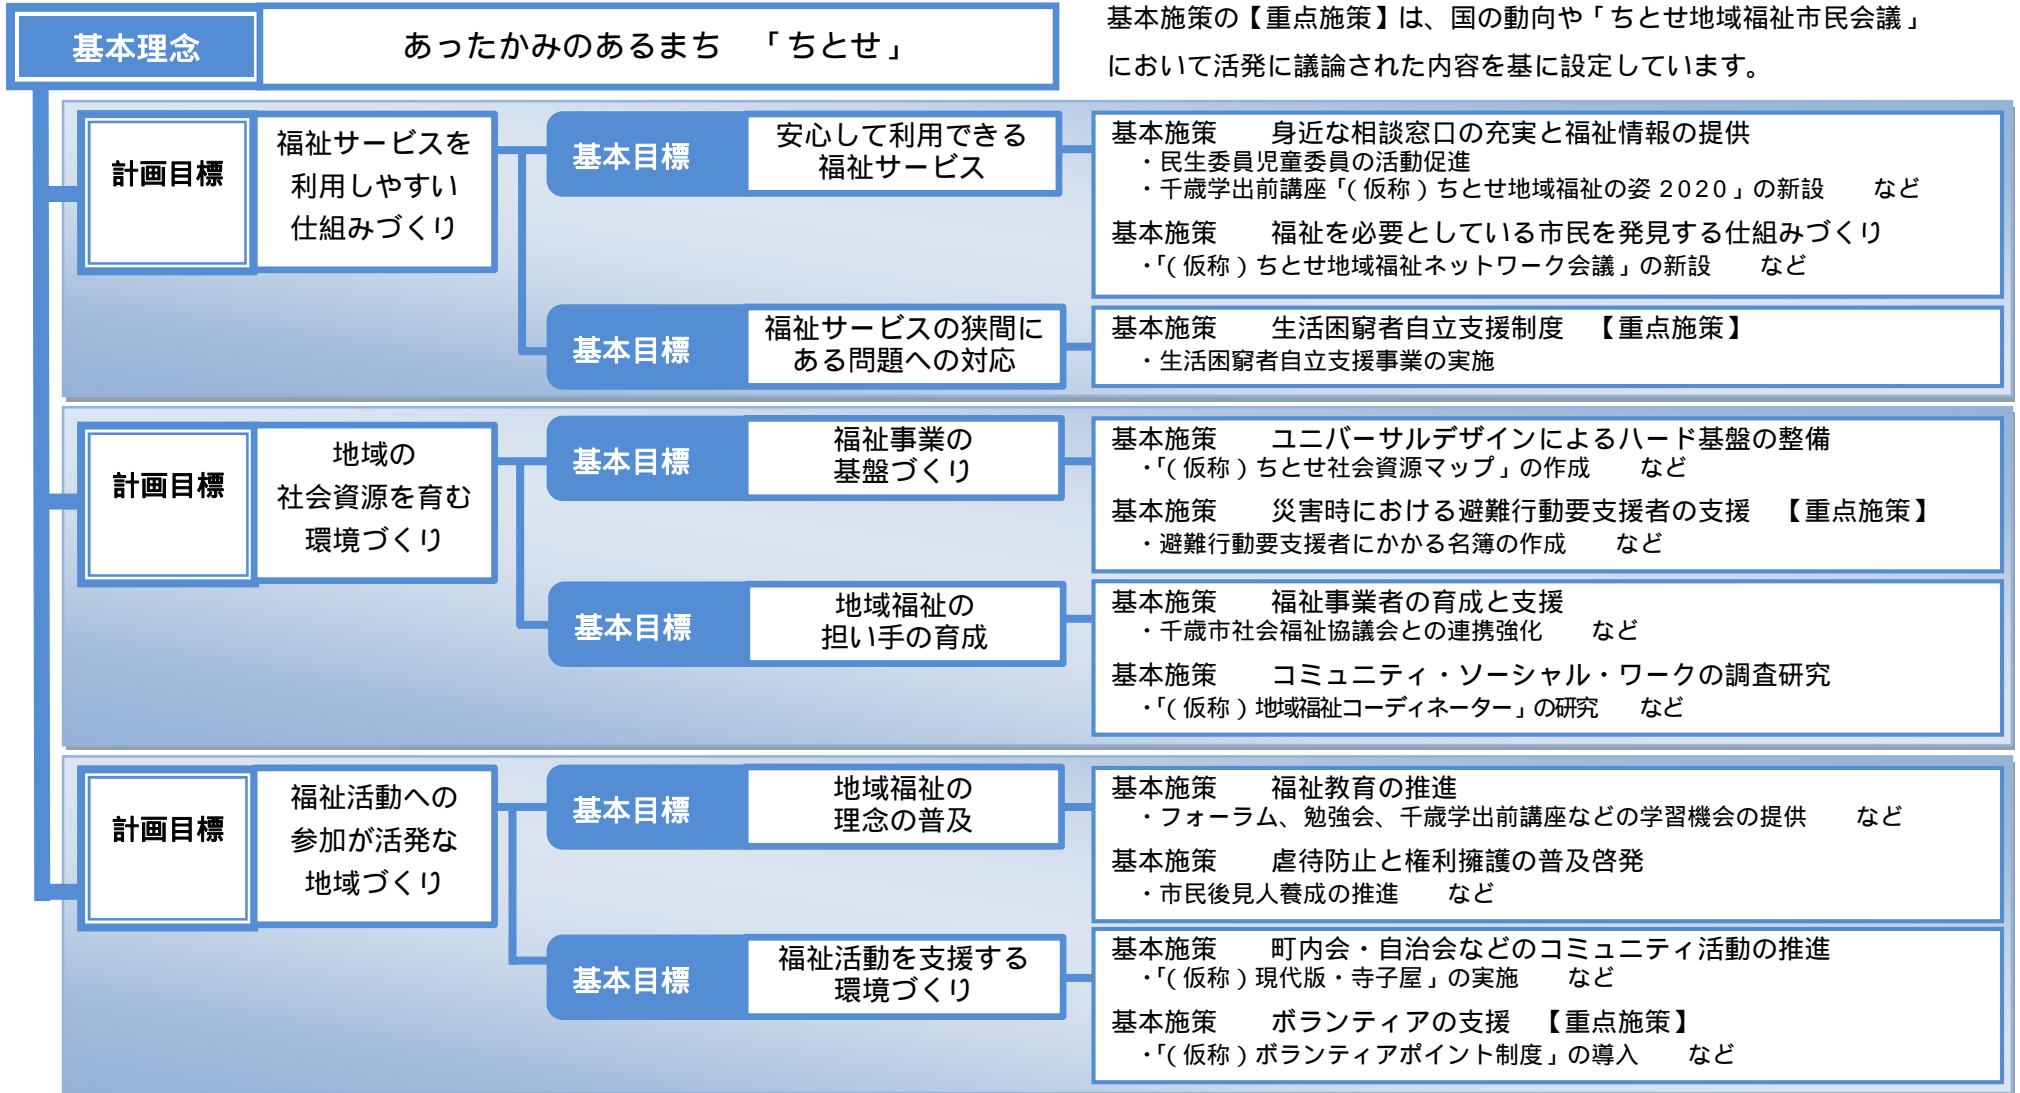 基本理念
あったかみのあるまち 「ちとせ」
基本施策の【重点施策】は、国の動向や「ちとせ地域福祉市民会議」
において活発に議論された内容を基に設定しています。
計画目標
福祉サービスを
利用しやすい
仕組みづくり
基本目標
安心して利用できる
福祉サービス
基本施策 身近な相談窓口の充実と福祉情報の提供
・民生委員児童委員の活動促進
・千歳学出前講座「(仮称)ちとせ地域福祉の姿2020」の新設 など
基本施策 福祉を必要としている市民を発見する仕組みづくり
・「(仮称)ちとせ地域福祉ネットワーク会議」の新設 など
基本目標
福祉サービスの狭間に
ある問題への対応
基本施策 生活困窮者自立支援制度 【重点施策】
・生活困窮者自立支援事業の実施
計画目標
地域の
社会資源を育む
環境づくり
基本目標
福祉事業の
基盤づくり
基本施策 ユニバーサルデザインによるハード基盤の整備
・「(仮称)ちとせ社会資源マップ」の作成 など
基本施策 災害時における避難行動要支援者の支援 【重点施策】
・避難行動要支援者にかかる名簿の作成 など
基本目標
地域福祉の
担い手の育成
基本施策 福祉事業者の育成と支援
・千歳市社会福祉協議会との連携強化 など
基本施策 コミュニティ・ソーシャル・ワークの調査研究
・「(仮称)地域福祉コーディネーター」の研究 など
計画目標
福祉活動への
参加が活発な
地域づくり
基本目標
地域福祉の
理念の普及
基本施策 福祉教育の推進
・フォーラム、勉強会、千歳学出前講座などの学習機会の提供 など
基本施策 虐待防止と権利擁護の普及啓発
・市民後見人養成の推進 など
基本目標
福祉活動を支援する
環境づくり
基本施策 町内会・自治会などのコミュニティ活動の推進
・「(仮称)現代版・寺子屋」の実施 など
基本施策 ボランティアの支援 【重点施策】
・「(仮称)ボランティアポイント制度」の導入 など